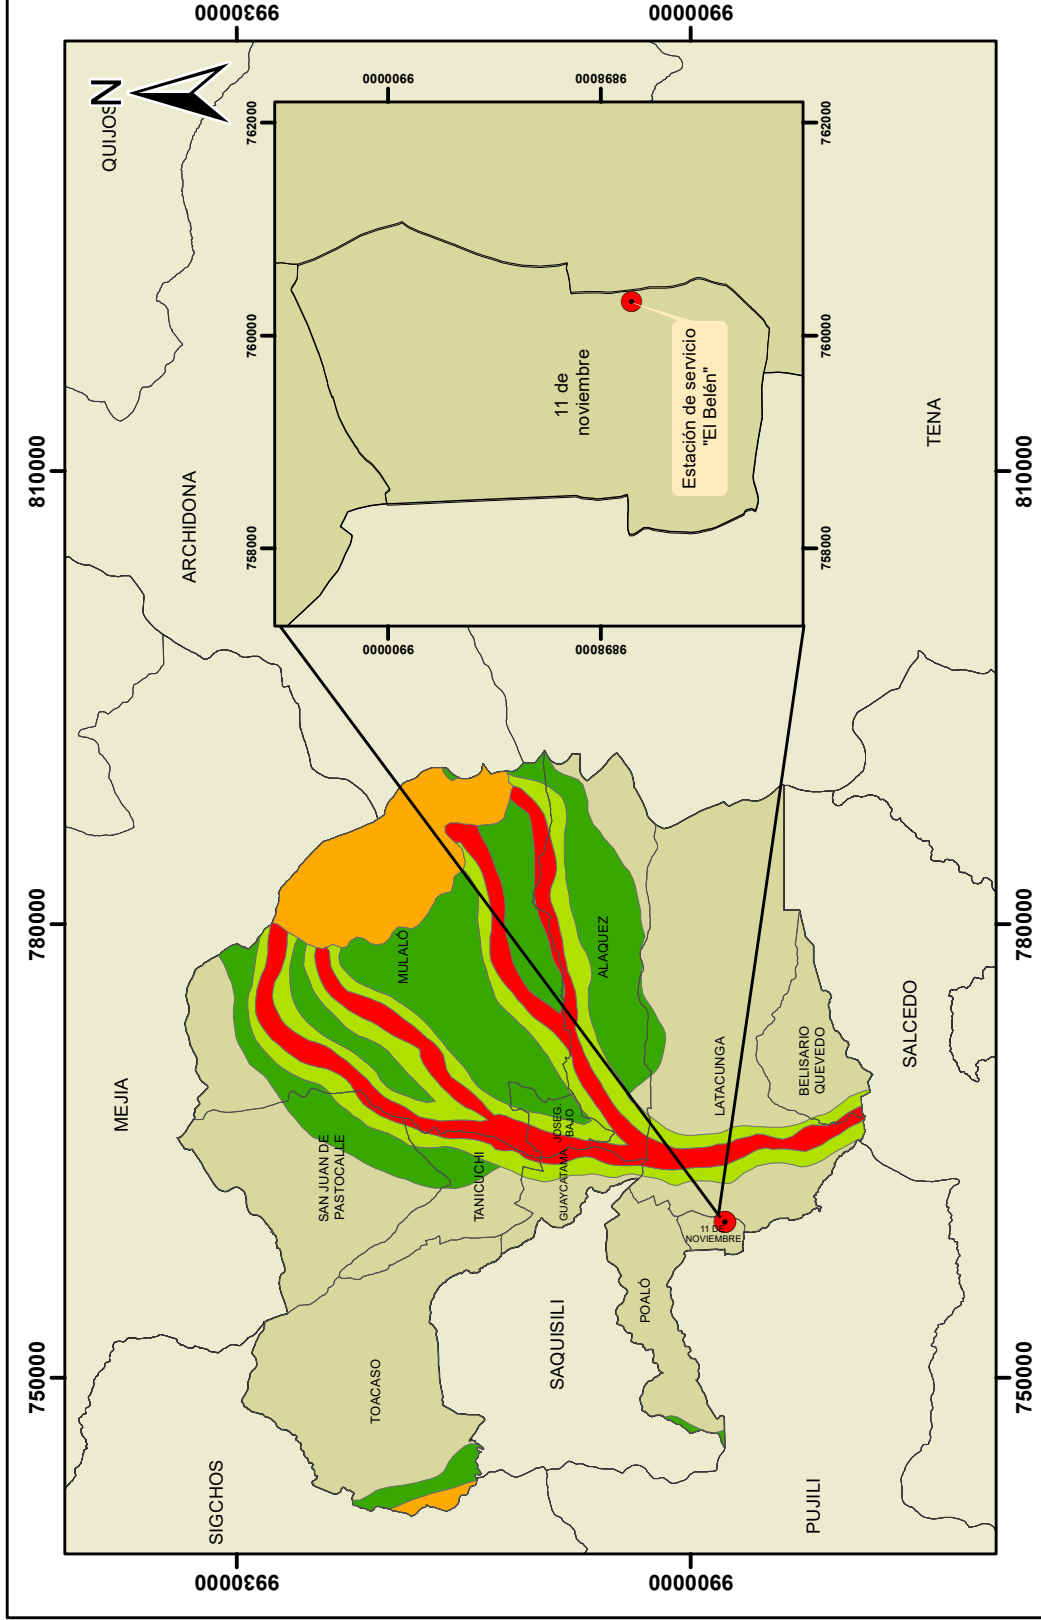 750000
780000
810000
9930000
9930000
9900000
9900000
N
QUIJOS
MEJIA
SIGCHOS
ARCHIDONA
SAN JUAN DE
PASTOCALLE
MULALÓ
TOACASO
TANICUCHI
GUAYCATAMA
JOSEG.
BAJO
ALAQUEZ
SAQUISILI
POALÓ
11 DE
NOVIEMBRE
LATACUNGA
BELISARIO
QUEVEDO
PUJILI
SALCEDO
TENA
758000
760000
762000
9900000
9900000
9898000
9898000
11 de
noviembre
Estación de servicio
"El Belén"
758000
760000
762000
750000
780000
810000